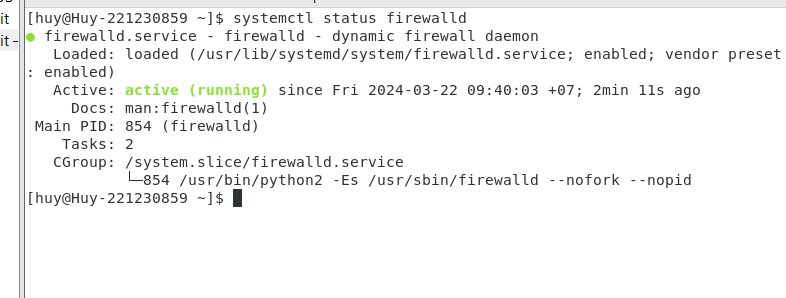 it
it –
[huy@Huy-221230859 ~]$ systemctl status firewalld
● firewalld.service - firewalld - dynamic firewall daemon
   Loaded: loaded (/usr/lib/systemd/system/firewalld.service; enabled; vendor preset
: enabled)
   Active: active (running) since Fri 2024-03-22 09:40:03 +07; 2min 11s ago
     Docs: man:firewalld(1)
 Main PID: 854 (firewalld)
    Tasks: 2
   CGroup: /system.slice/firewalld.service
           └─854 /usr/bin/python2 -Es /usr/sbin/firewalld --nofork --nopid
[huy@Huy-221230859 ~]$